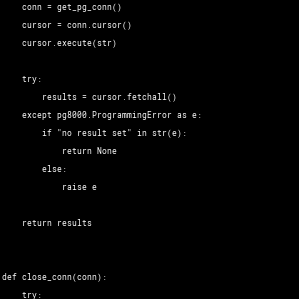 conn = get_pg_conn()
    cursor = conn.cursor()
    cursor.execute(str)

    try:
        results = cursor.fetchall()
    except pg8000.ProgrammingError as e:
        if "no result set" in str(e):
            return None
        else:
            raise e

    return results


def close_conn(conn):
    try: